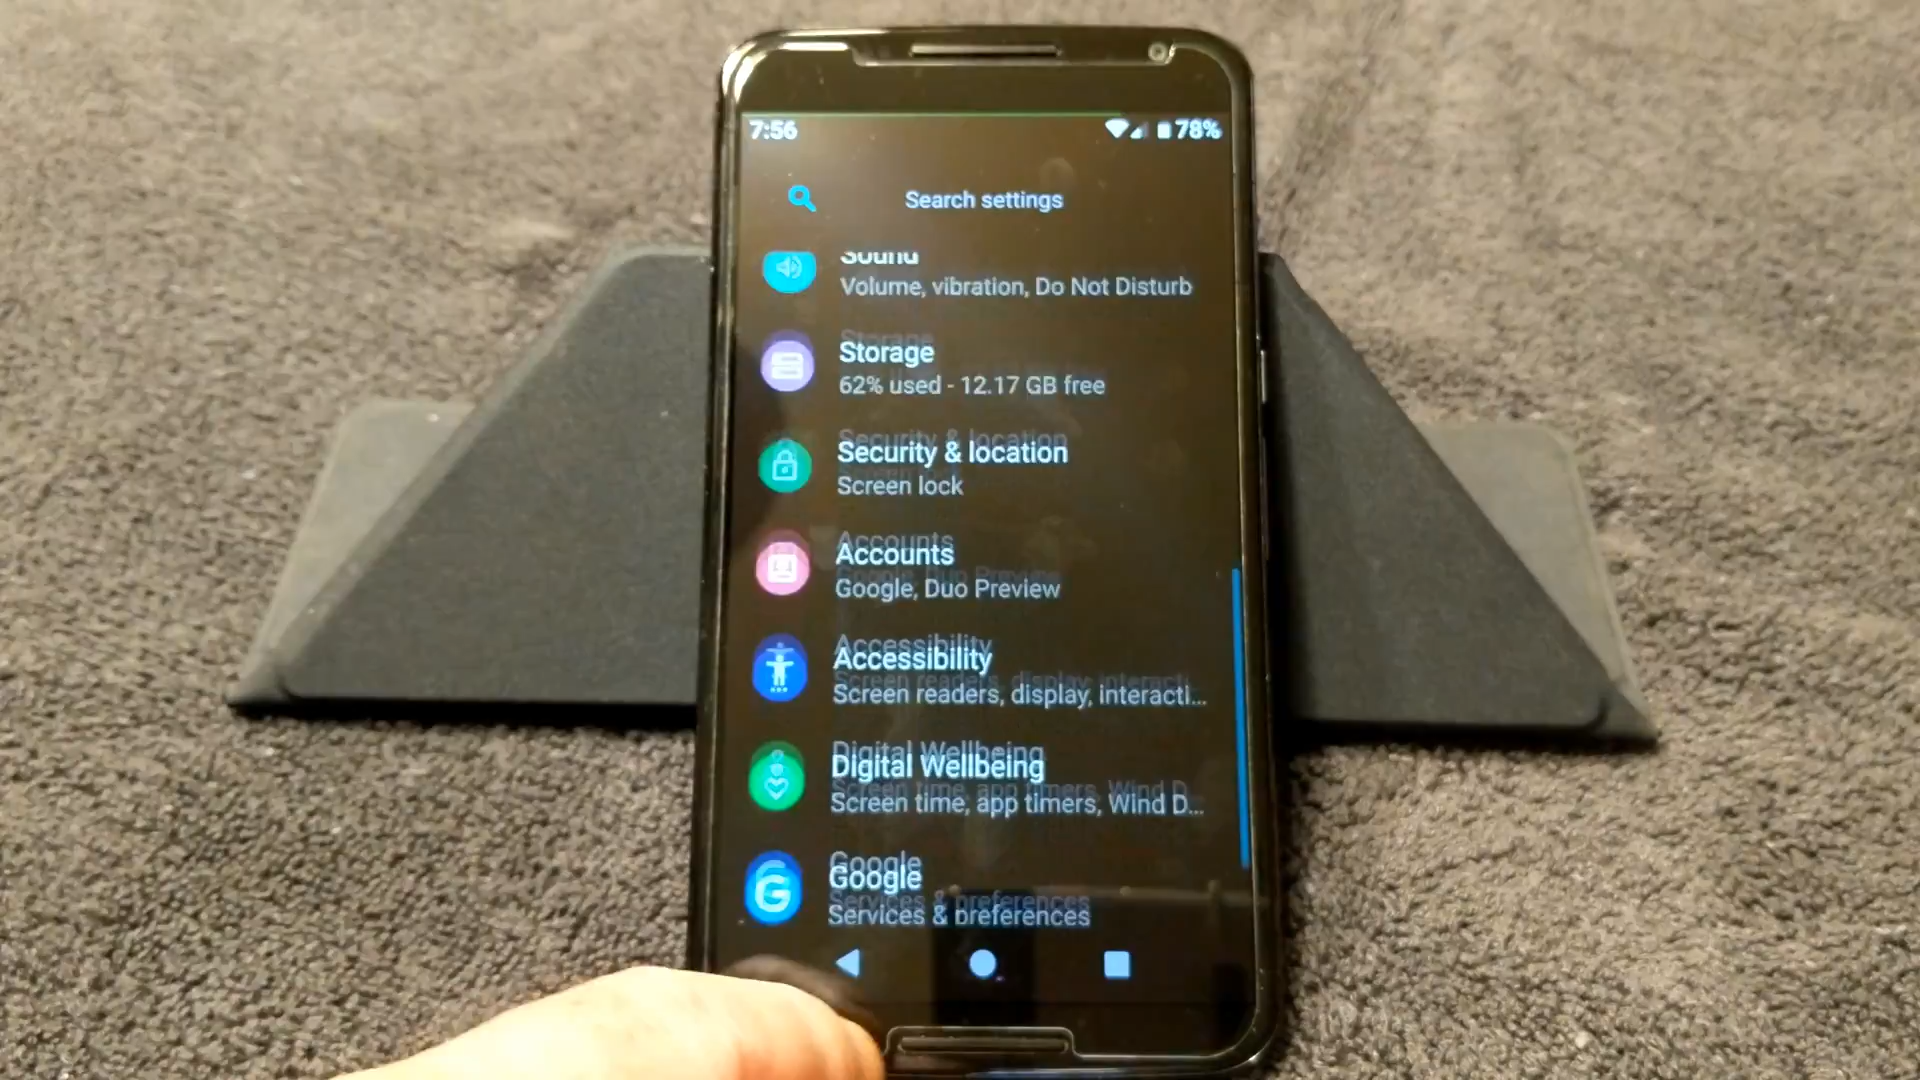 7:56
78%
Search settings
Sound
Volume, vibration, Do Not Disturb
Storage
62% used - 12.17 GB free
Security & location
Screen lock
Accounts
Google, Duo Preview
Accessibility
Screen readers, display, interacti...
Digital Wellbeing
Screen time, app timers, Wind D...
Google
Services & preferences